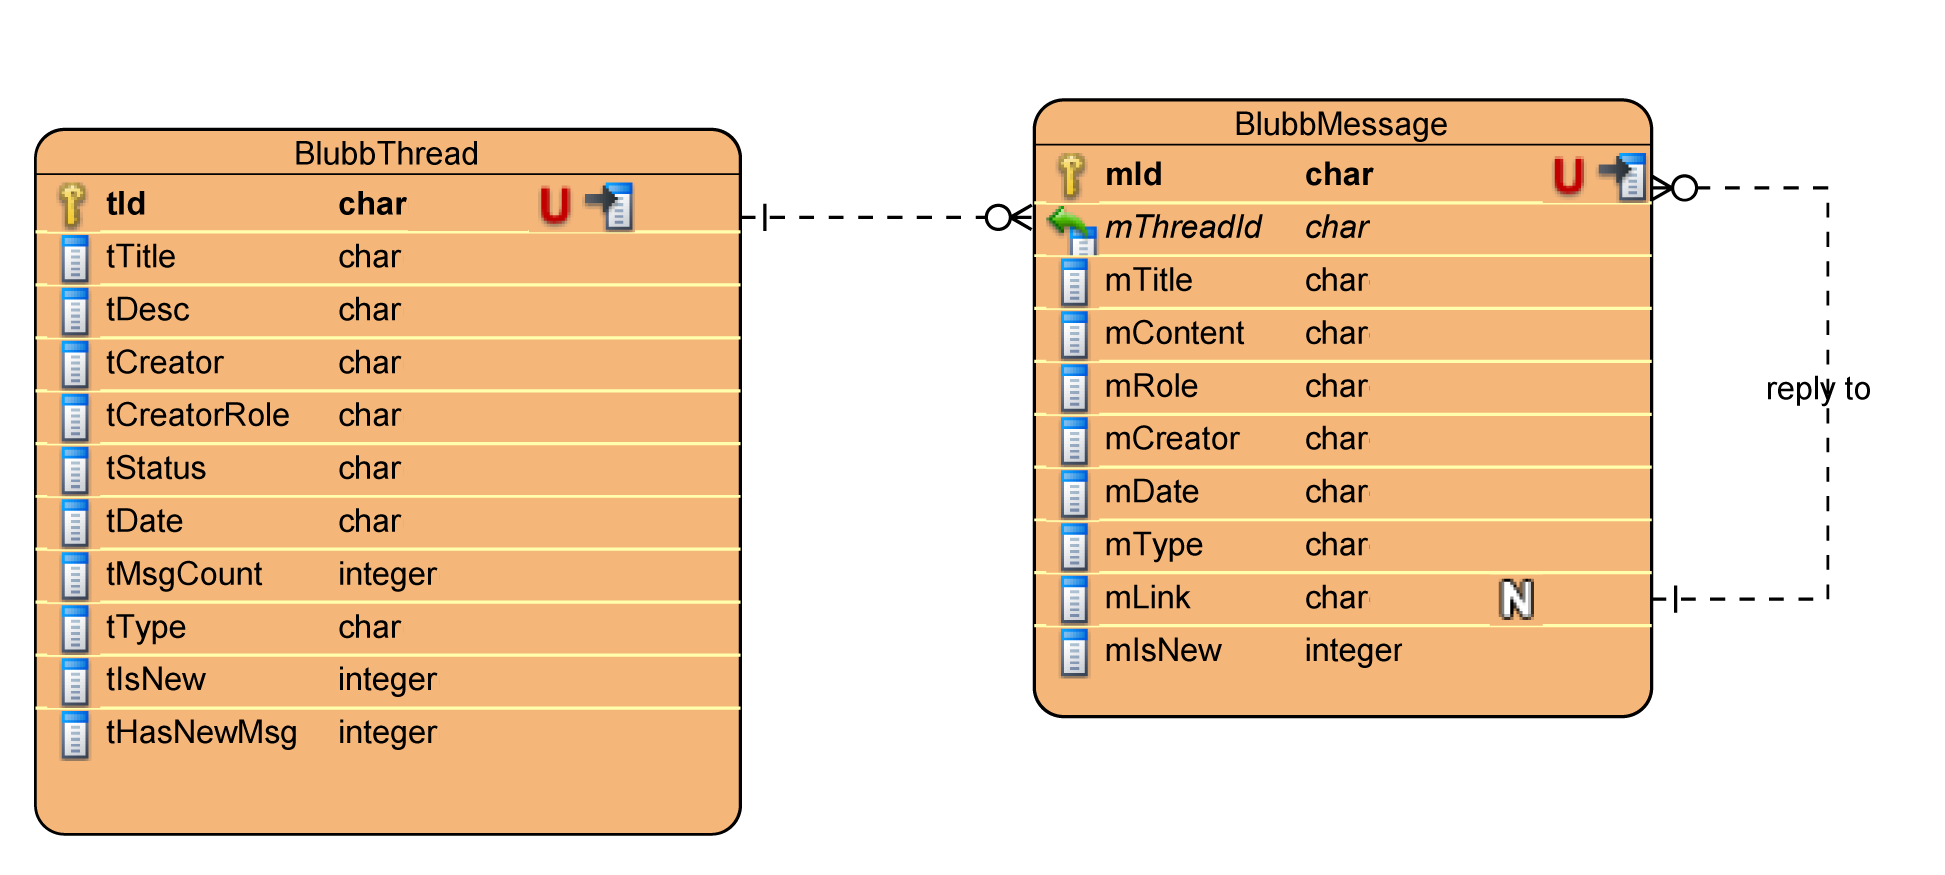 BlubbThread
tId char U
tTitle char
tDesc char
tCreator char
tCreatorRole char
tStatus char
tDate char
tMsgCount integer
tType char
tIsNew integer
tHasNewMsg integer
BlubbMessage
mId char U
mThreadId char
mTitle char
mContent char
mRole char
mCreator char
mDate char
mType char
mLink char N
mIsNew integer
reply to